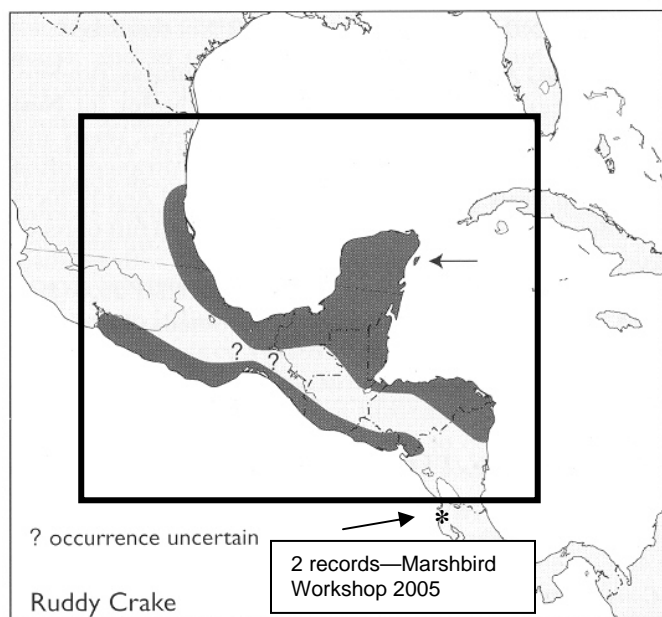 ? ?
*
? occurrence uncertain
2 records—Marshbird
Workshop 2005
Ruddy Crake